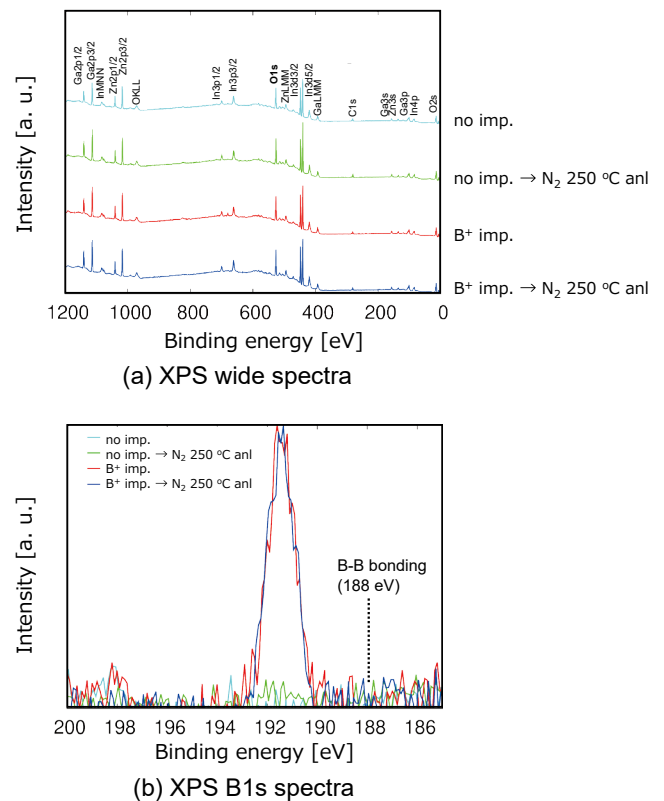 Ga2p1/2
Ga2p3/2
InMNN
Zn2p1/2
Zn2p3/2
OKLL
In3p1/2
In3p3/2
O1s
ZnLMM
In3d3/2
In3d5/2
GaLMM
C1s
Ga3s
Zn3s
Ga3p
In4p
O2s
Intensity [a. u.]
no imp.
no imp. → N₂ 250 ºC anl
B⁺ imp.
B⁺ imp. → N₂ 250 ºC anl
1200 1000 800 600 400 200 0
Binding energy [eV]
(a) XPS wide spectra
no imp.
no imp. → N₂ 250 ºC anl
B⁺ imp.
B⁺ imp. → N₂ 250 ºC anl
Intensity [a. u.]
B-B bonding
(188 eV)
200 198 196 194 192 190 188 186
Binding energy [eV]
(b) XPS B1s spectra